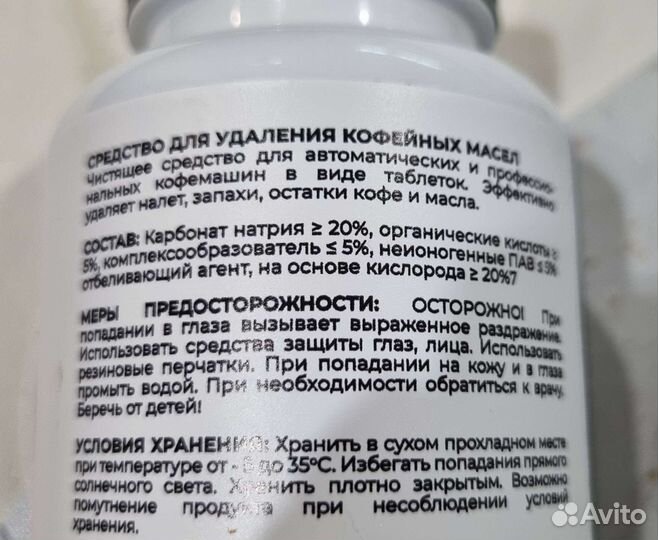 СРЕДСТВО ДЛЯ УДАЛЕНИЯ КОФЕЙНЫХ МАСЕЛ
Чистящее средство для автоматических и профессио-
нальных кофемашин в виде таблеток. Эффективно
удаляет налет, запахи, остатки кофе и масла.
СОСТАВ: Карбонат натрия ≥ 20%, органические кислоты ≥
5%, комплексообразователь ≤ 5%, неионогенные ПАВ ≤ 5%
отбеливающий агент, на основе кислорода ≥ 20%7
МЕРЫ ПРЕДОСТОРОЖНОСТИ: ОСТОРОЖНО! При
попадании в глаза вызывает выраженное раздражение.
Использовать средства защиты глаз, лица. Использовать
резиновые перчатки. При попадании на кожу и в глаза
промыть водой. При необходимости обратиться к врачу.
Беречь от детей!
УСЛОВИЯ ХРАНЕНИЯ: Хранить в сухом прохладном месте
при температуре от - 5 до 35°С. Избегать попадания прямого
солнечного света. Хранить плотно закрытым. Возможно
помутнение продукта при несоблюдении условий
хранения.
Avito